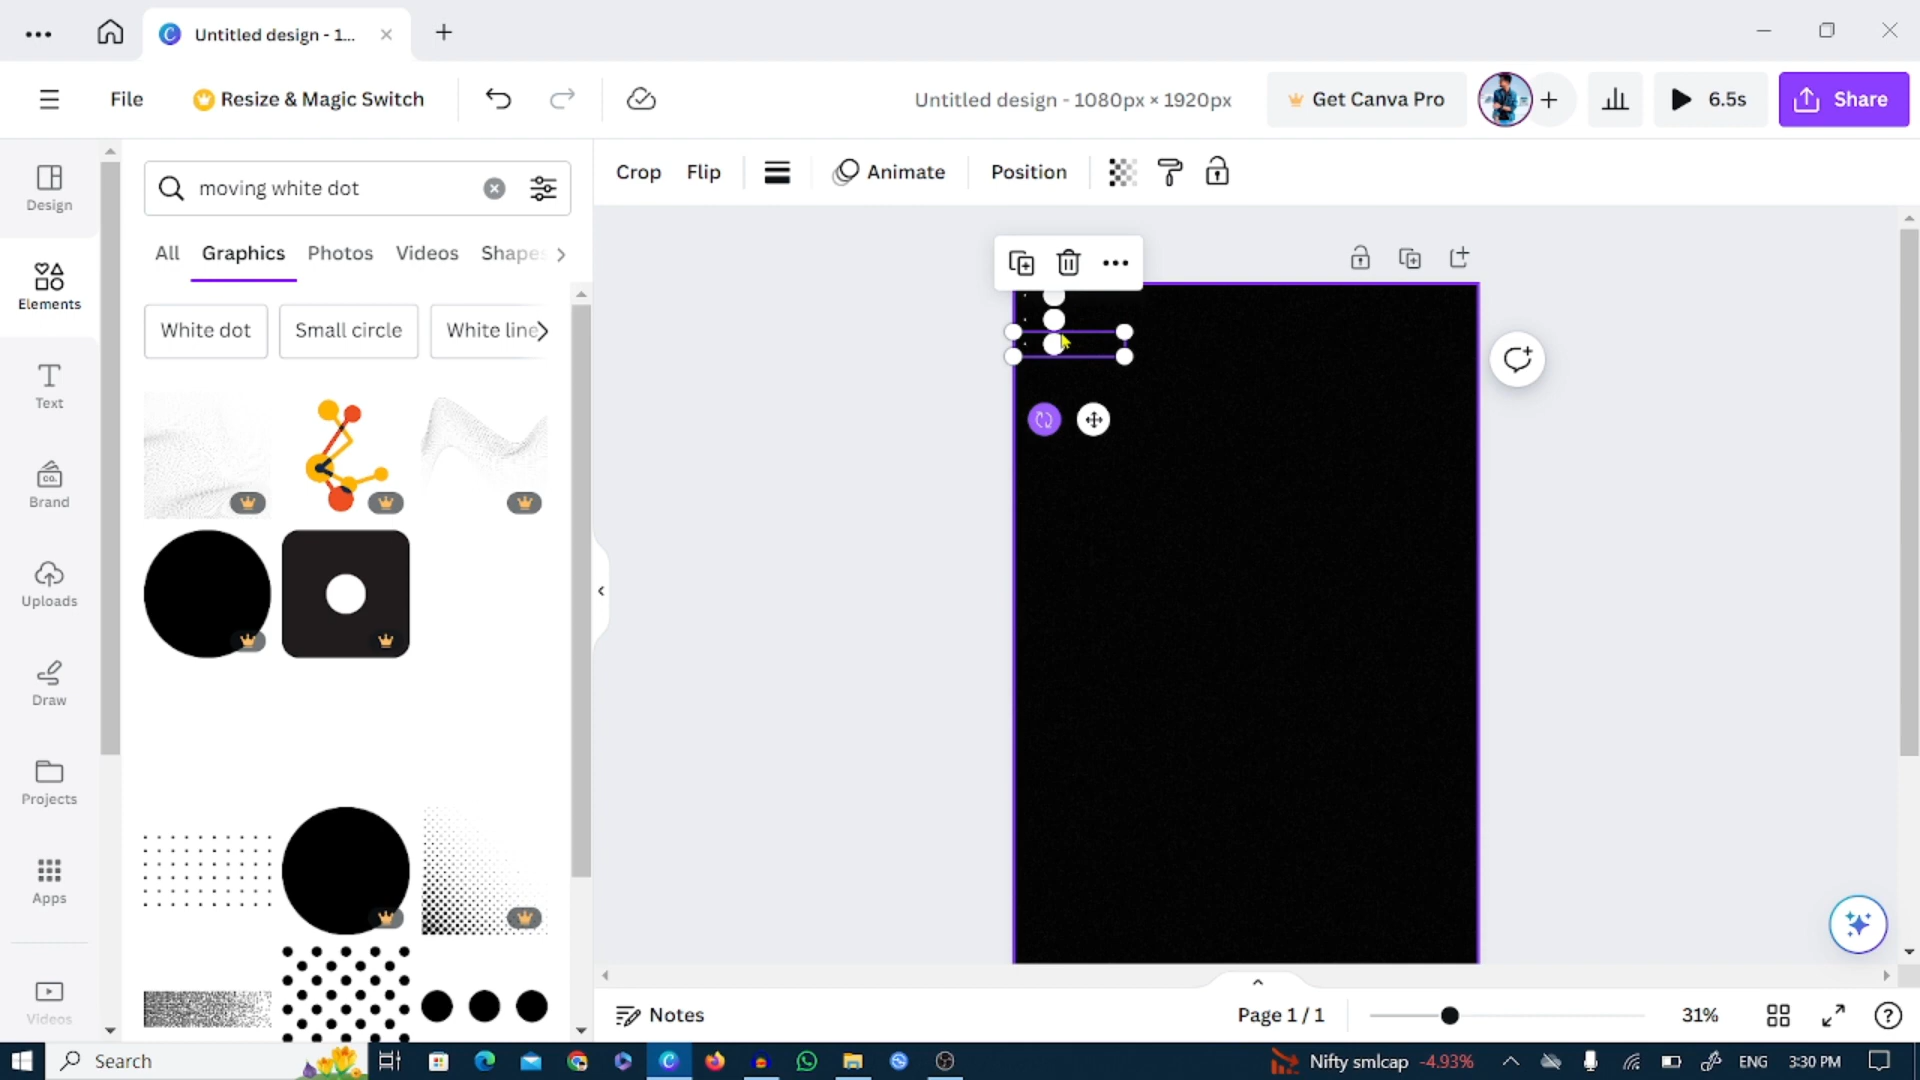 Untitled design - 1...
File
Resize & Magic Switch
Untitled design - 1080px × 1920px
Get Canva Pro
6.5s
Share
Design
Elements
Text
Brand
CO.
Uploads
Draw
Projects
Apps
Videos
moving white dot
All
Graphics
Photos
Videos
Shapes
White dot
Small circle
White line
Crop
Flip
Animate
Position
Notes
Page 1 / 1
31%
Search
Nifty smlcap -4.93%
ENG
3:30 PM